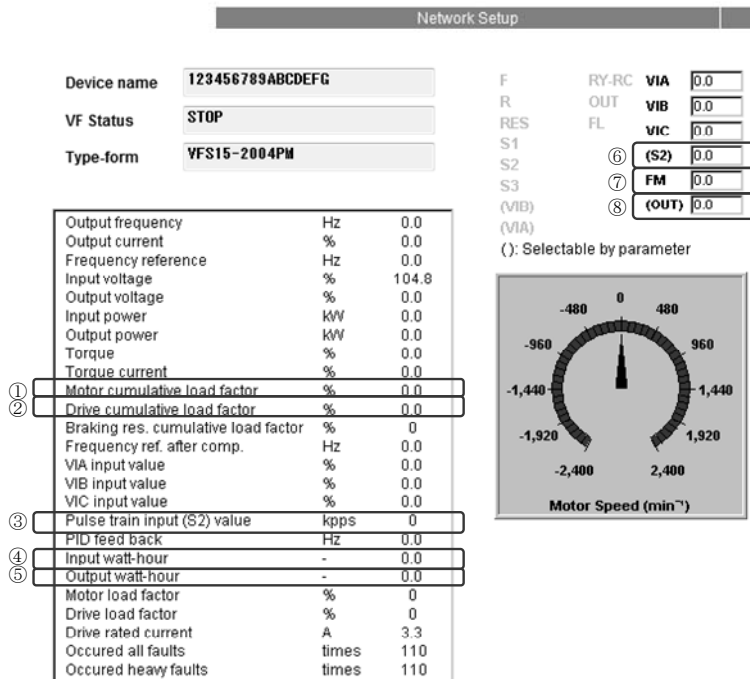 Network Setup
Device name 123456789ABCDEFG
VF Status STOP
Type-form VFS15-2004PM
F RY-RC VIA 0.0
R OUT VIB 0.0
RES FL VIC 0.0
S1
⑥ (S2) 0.0
S2
⑦ FM 0.0
S3
⑧ (OUT) 0.0
(VIB)
(VIA)
( ): Selectable by parameter
Output frequency Hz 0.0
Output current % 0.0
Frequency reference Hz 0.0
Input voltage % 104.8
Output voltage % 0.0
Input power kW 0.0
Output power kW 0.0
Torque % 0.0
Torque current % 0.0
① Motor cumulative load factor % 0.0
② Drive cumulative load factor % 0.0
Braking res. cumulative load factor % 0
Frequency ref. after comp. Hz 0.0
VIA input value % 0.0
VIB input value % 0.0
VIC input value % 0.0
③ Pulse train input (S2) value kpps 0
PID feed back Hz 0.0
④ Input watt-hour - 0.0
⑤ Output watt-hour - 0.0
Motor load factor % 0
Drive load factor % 0
Drive rated current A 3.3
Occured all faults times 110
Occured heavy faults times 110
-480 0 480
-960 960
-1,440 1,440
-1,920 1,920
-2,400 2,400
Motor Speed (min⁻¹)